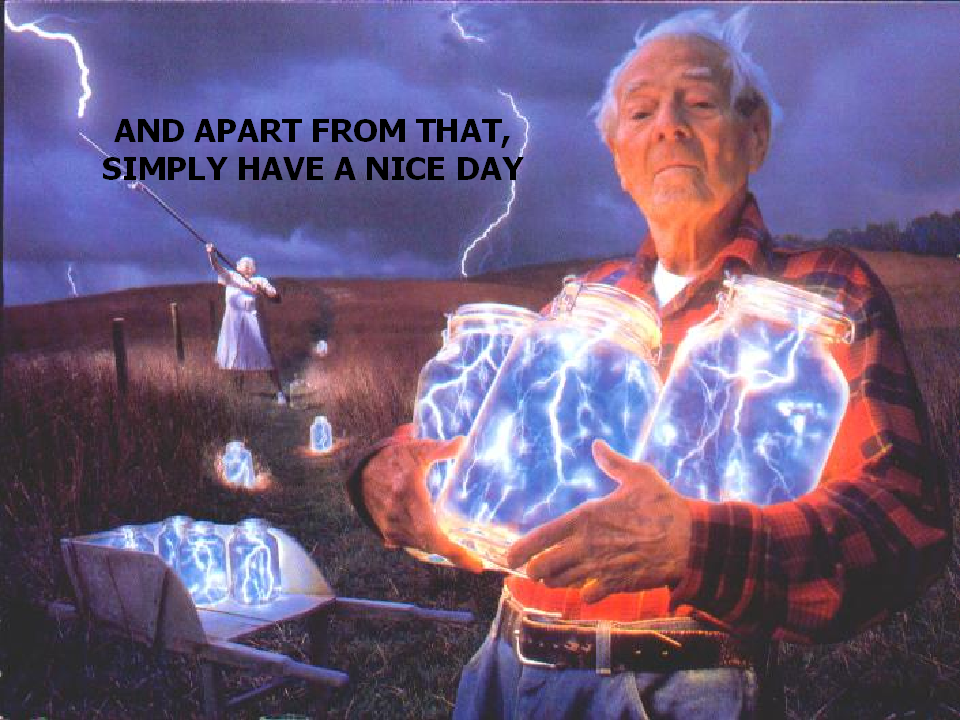 AND APART FROM THAT,
SIMPLY HAVE A NICE DAY